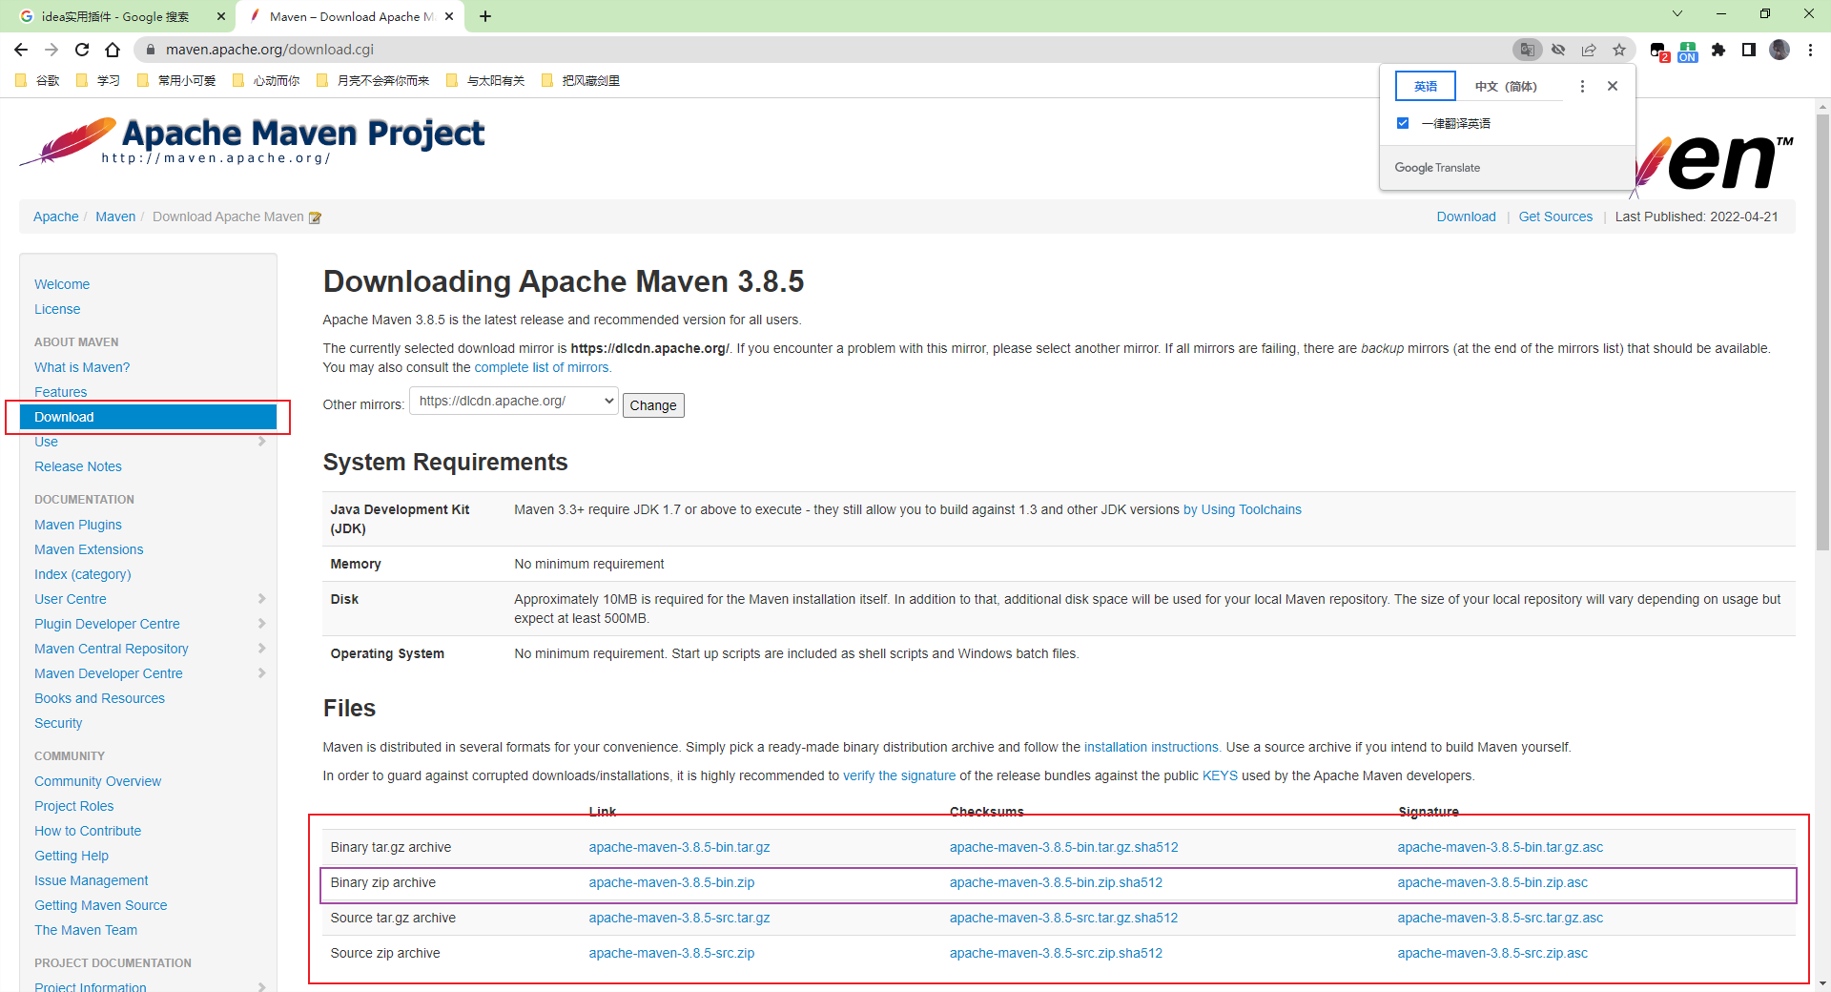 idea实用插件 - Google 搜索
Maven – Download Apache M
maven.apache.org/download.cgi
2
ON
谷歌
学习
常用小可爱
心动而你
月亮不会奔你而来
与太阳有关
把风藏剑里
英语
中文 (简体)
一律翻译英语
Google Translate
Apache Maven Project
http://maven.apache.org/
en™
Apache / Maven / Download Apache Maven
Download | Get Sources | Last Published: 2022-04-21
Welcome
License
ABOUT MAVEN
What is Maven?
Features
Download
Use
Release Notes
DOCUMENTATION
Maven Plugins
Maven Extensions
Index (category)
User Centre
Plugin Developer Centre
Maven Central Repository
Maven Developer Centre
Books and Resources
Security
COMMUNITY
Community Overview
Project Roles
How to Contribute
Getting Help
Issue Management
Getting Maven Source
The Maven Team
PROJECT DOCUMENTATION
Project Information
Downloading Apache Maven 3.8.5
Apache Maven 3.8.5 is the latest release and recommended version for all users.
The currently selected download mirror is https://dlcdn.apache.org/. If you encounter a problem with this mirror, please select another mirror. If all mirrors are failing, there are backup mirrors (at the end of the mirrors list) that should be available.
You may also consult the complete list of mirrors.
Other mirrors: https://dlcdn.apache.org/ Change
System Requirements
Java Development Kit Maven 3.3+ require JDK 1.7 or above to execute - they still allow you to build against 1.3 and other JDK versions by Using Toolchains
(JDK)
Memory No minimum requirement
Disk Approximately 10MB is required for the Maven installation itself. In addition to that, additional disk space will be used for your local Maven repository. The size of your local repository will vary depending on usage but
expect at least 500MB.
Operating System No minimum requirement. Start up scripts are included as shell scripts and Windows batch files.
Files
Maven is distributed in several formats for your convenience. Simply pick a ready-made binary distribution archive and follow the installation instructions. Use a source archive if you intend to build Maven yourself.
In order to guard against corrupted downloads/installations, it is highly recommended to verify the signature of the release bundles against the public KEYS used by the Apache Maven developers.
Link Checksums Signature
Binary tar.gz archive apache-maven-3.8.5-bin.tar.gz apache-maven-3.8.5-bin.tar.gz.sha512 apache-maven-3.8.5-bin.tar.gz.asc
Binary zip archive apache-maven-3.8.5-bin.zip apache-maven-3.8.5-bin.zip.sha512 apache-maven-3.8.5-bin.zip.asc
Source tar.gz archive apache-maven-3.8.5-src.tar.gz apache-maven-3.8.5-src.tar.gz.sha512 apache-maven-3.8.5-src.tar.gz.asc
Source zip archive apache-maven-3.8.5-src.zip apache-maven-3.8.5-src.zip.sha512 apache-maven-3.8.5-src.zip.asc